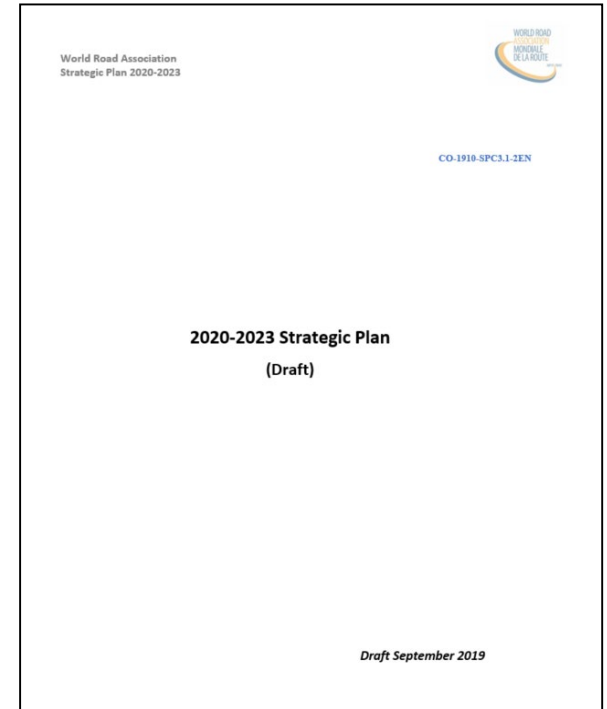 World Road Association
Strategic Plan 2020-2023
WORLD ROAD
ASSOCIATION
MONDIALE
DE LA ROUTE
CO-1910-SPC3.1-2EN
2020-2023 Strategic Plan
(Draft)
Draft September 2019